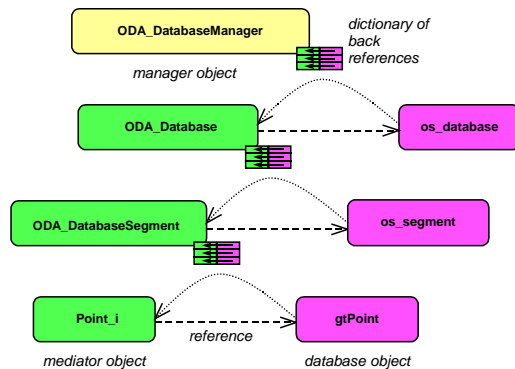 ODA_DatabaseManager
dictionary of
back
references
manager object
ODA_Database
os_database
ODA_DatabaseSegment
os_segment
Point_i
gtPoint
reference
mediator object
database object